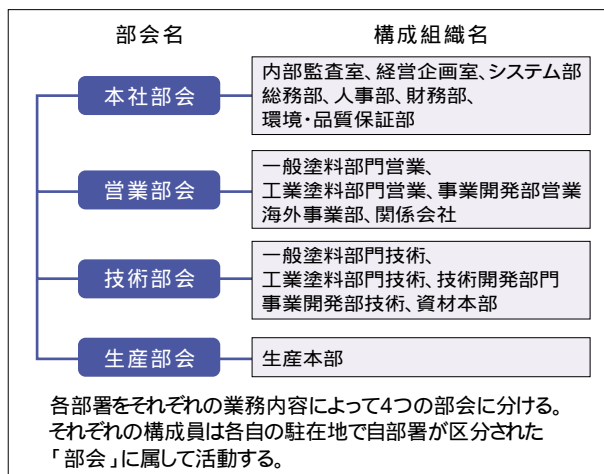 部会名
構成組織名
本社部会
内部監査室、経営企画室、システム部
総務部、人事部、財務部、
環境・品質保証部
営業部会
一般塗料部門営業、
工業塗料部門営業、事業開発部営業
海外事業部、関係会社
技術部会
一般塗料部門技術、
工業塗料部門技術、技術開発部門
事業開発部技術、資材本部
生産部会
生産本部
各部署をそれぞれの業務内容によって4つの部会に分ける。
それぞれの構成員は各自の駐在地で自部署が区分された
「部会」に属して活動する。